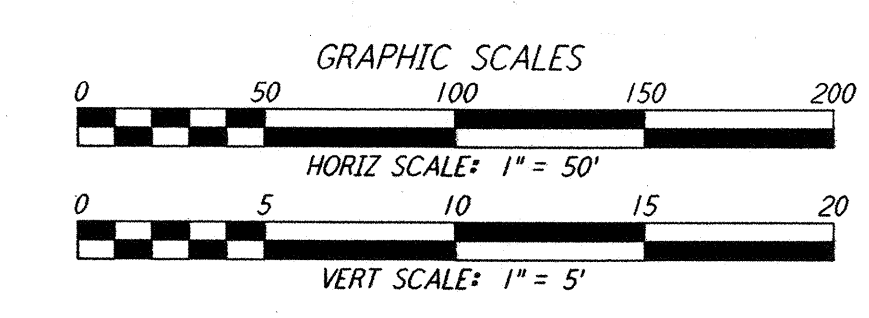 GRAPHIC SCALES
0 50 100 150 200
HORIZ SCALE: 1" = 50'
0 5 10 15 20
VERT SCALE: 1" = 5'